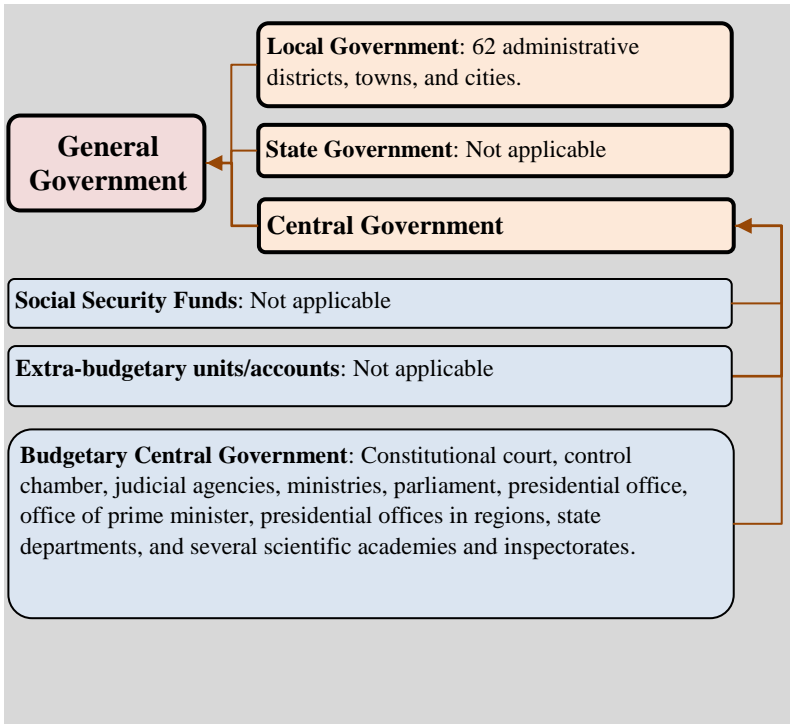 Local Government: 62 administrative
districts, towns, and cities.
General
Government
State Government: Not applicable
Central Government
Social Security Funds: Not applicable
Extra-budgetary units/accounts: Not applicable
Budgetary Central Government: Constitutional court, control
chamber, judicial agencies, ministries, parliament, presidential office,
office of prime minister, presidential offices in regions, state
departments, and several scientific academies and inspectorates.